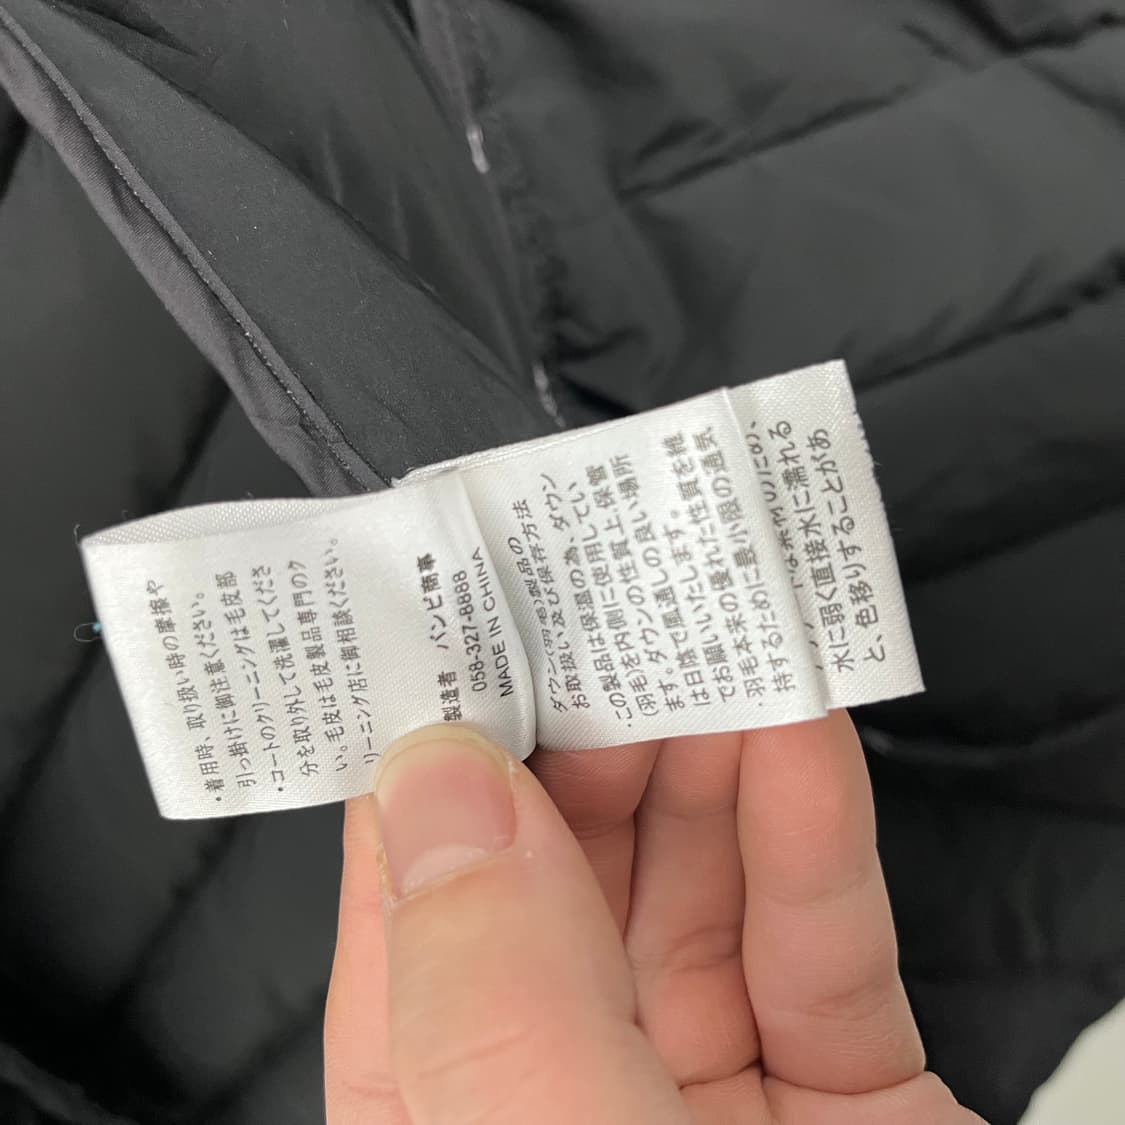 の摩擦や
・着用時、取り扱い時
引っ掛けに御注意ください。
・コートのクリーニングは毛皮部
分を取り外して洗濯してくださ
い。毛皮は毛皮製品専門のク
リーニング店に御相談ください。
製造者 バンビ商事
058-327-8888
MADE IN CHINA
ダウン(羽毛)製品の
お取扱い及び保存方法
・この製品は保温の為、ダウン
(羽毛)を内側に使用してい
ます。ダウンの性質上、保管
は日陰で風通しの良い場所
でお願いいたします。
・羽毛本来の優れた性質を維
持するために最小限の通気
のため、
水に弱く直接水に濡れる
と、色移りすることがあ